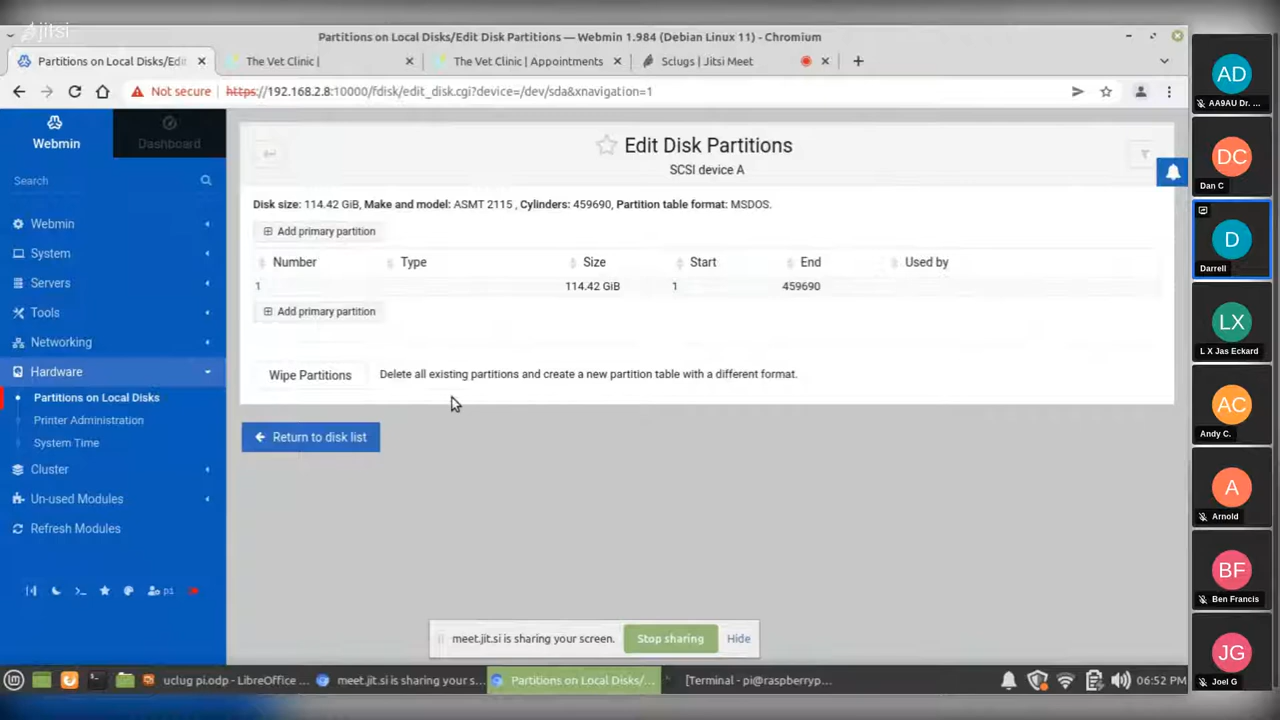 jitsi
Partitions on Local Disks/Edit Disk Partitions — Webmin 1.984 (Debian Linux 11) - Chromium
Partitions on Local Disks/Edi
The Vet Clinic |
The Vet Clinic | Appointments
Sclugs | Jitsi Meet
Not secure
https://192.168.2.8:10000/fdisk/edit_disk.cgi?device=/dev/sda&xnavigation=1
Webmin
Dashboard
Search
Webmin
System
Servers
Tools
Networking
Hardware
Partitions on Local Disks
Printer Administration
System Time
Cluster
Un-used Modules
Refresh Modules
p1
Edit Disk Partitions
SCSI device A
Disk size: 114.42 GiB, Make and model: ASMT 2115 , Cylinders: 459690, Partition table format: MSDOS.
Add primary partition
Number Type Size Start End Used by
1 114.42 GiB 1 459690
Add primary partition
Wipe Partitions Delete all existing partitions and create a new partition table with a different format.
Return to disk list
meet.jit.si is sharing your screen. Stop sharing Hide
uclug pi.odp - LibreOffice ...
meet.jit.si is sharing your s...
Partitions on Local Disks/...
[Terminal - pi@raspberryp...
06:52 PM
AD
AA9AU Dr. ...
DC
Dan C
D
Darrell
LX
L X Jas Eckard
AC
Andy C.
A
Arnold
BF
Ben Francis
JG
Joel G